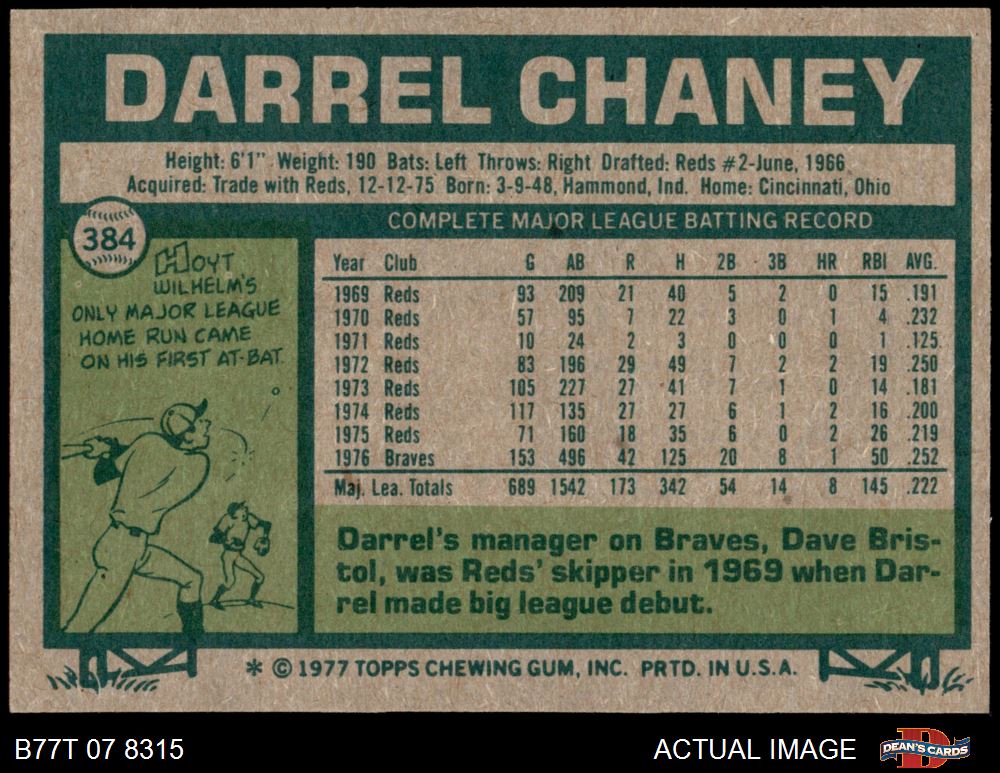 DARREL CHANEY
Height: 6'1" Weight: 190 Bats: Left Throws: Right Drafted: Reds #2-June, 1966
Acquired: Trade with Reds, 12-12-75 Born: 3-9-48, Hammond, Ind. Home: Cincinnati, Ohio
384
HOYT
WILHELM'S
ONLY MAJOR LEAGUE
HOME RUN CAME
ON HIS FIRST AT-BAT.
COMPLETE MAJOR LEAGUE BATTING RECORD
Year Club G AB R H 2B 3B HR RBI AVG.
1969 Reds 93 209 21 40 5 2 0 15 .191
1970 Reds 57 95 7 22 3 0 1 4 .232
1971 Reds 10 24 2 3 0 0 0 1 .125
1972 Reds 83 196 29 49 7 2 2 19 .250
1973 Reds 105 227 27 41 7 1 0 14 .181
1974 Reds 117 135 27 27 6 1 2 16 .200
1975 Reds 71 160 18 35 6 0 2 26 .219
1976 Braves 153 496 42 125 20 8 1 50 .252
Maj. Lea. Totals 689 1542 173 342 54 14 8 145 .222
Darrel's manager on Braves, Dave Bris-
tol, was Reds' skipper in 1969 when Dar-
rel made big league debut.
* © 1977 TOPPS CHEWING GUM, INC. PRTD. IN U.S.A.
B77T 07 8315
ACTUAL IMAGE
DEAN'S CARDS